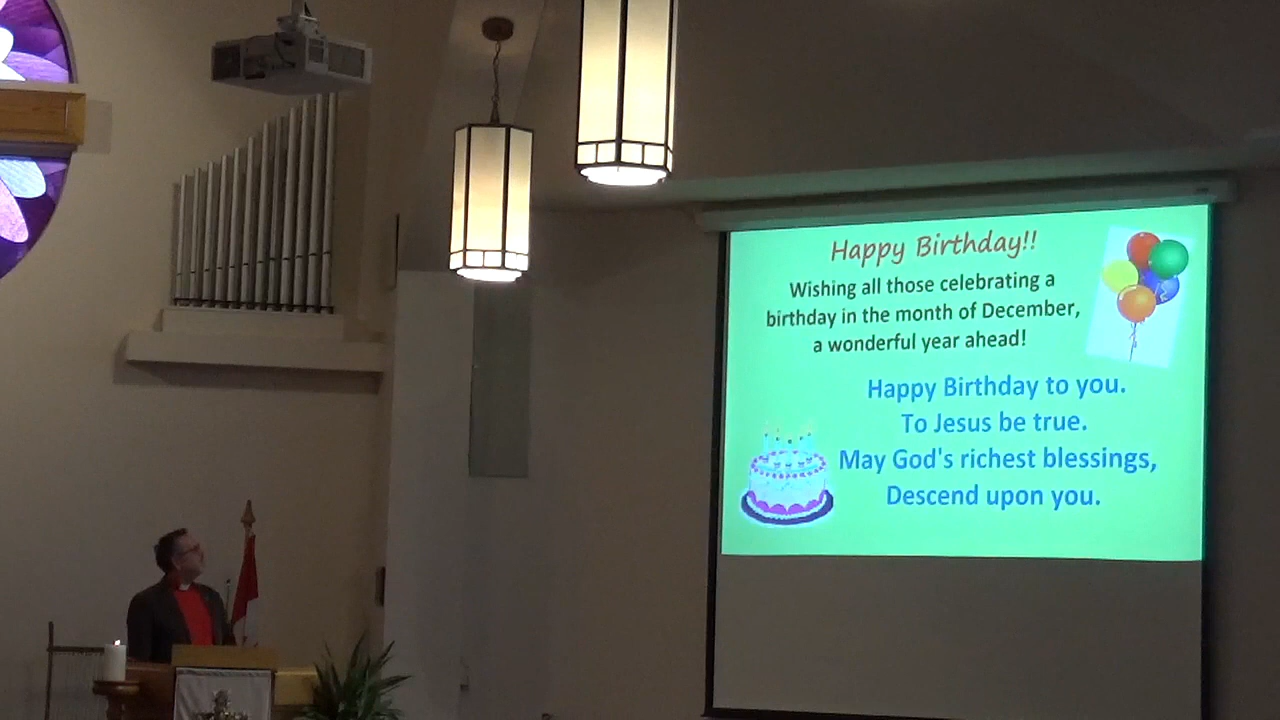 Happy Birthday!!
Wishing all those celebrating a
birthday in the month of December,
a wonderful year ahead!
Happy Birthday to you.
To Jesus be true.
May God's richest blessings,
Descend upon you.